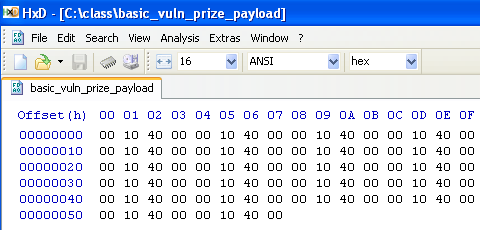 HxD - [C:\class\basic_vuln_prize_payload]
File Edit Search View Analysis Extras Window ?
16 ANSI hex
basic_vuln_prize_payload
Offset(h) 00 01 02 03 04 05 06 07 08 09 0A 0B 0C 0D 0E 0F
00000000 00 10 40 00 00 10 40 00 00 10 40 00 00 10 40 00
00000010 00 10 40 00 00 10 40 00 00 10 40 00 00 10 40 00
00000020 00 10 40 00 00 10 40 00 00 10 40 00 00 10 40 00
00000030 00 10 40 00 00 10 40 00 00 10 40 00 00 10 40 00
00000040 00 10 40 00 00 10 40 00 00 10 40 00 00 10 40 00
00000050 00 10 40 00 00 10 40 00